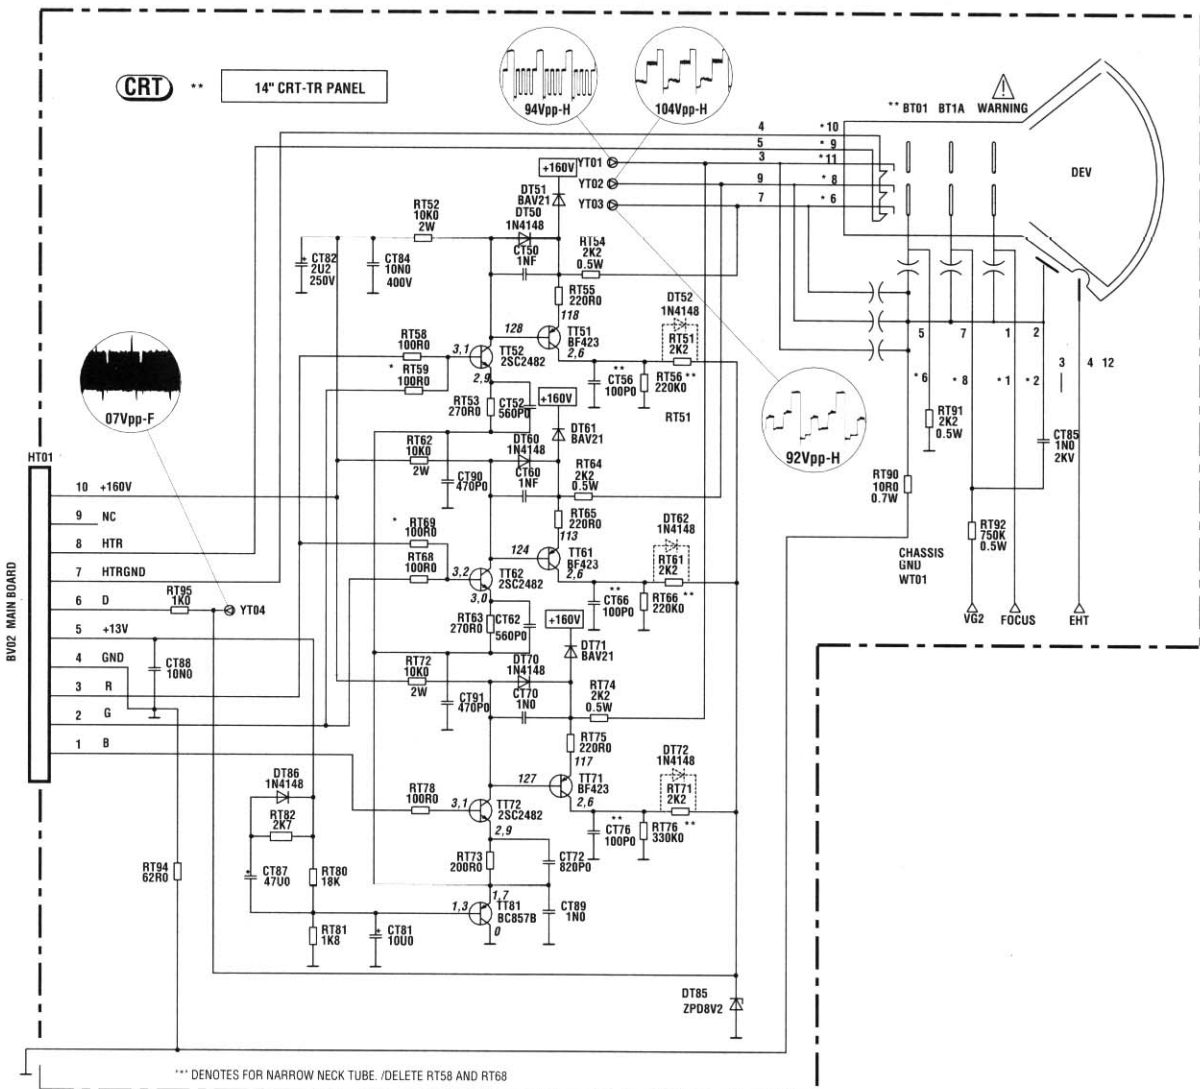 CRT ** 14" CRT-TR PANEL
94Vpp-H
104Vpp-H
** BT01 BT1A WARNING
DEV
4 *10
5 *9
3 *11
9 *8
7 *6
YT01
YT02
YT03
+160V
DT51
BAV21
DT50
1N4148
CT50
1NF
RT52
10K0
2W
CT82
2U2
250V
CT84
10N0
400V
RT54
2K2
0.5W
RT55
220R0
118
128
TT51
BF423
2,6
DT52
1N4148
RT51
2K2
RT58
100R0
* RT59
100R0
3,1
TT52
2SC2482
2,9
RT53
270R0
CT52
560P0
**
CT56
100P0
RT56 **
220K0
RT51
07Vpp-F
92Vpp-H
+160V
DT61
BAV21
RT62
10K0
2W
DT60
1N4148
CT60
1NF
CT90
470P0
RT64
2K2
0.5W
RT65
220R0
113
* RT69
100R0
RT68
100R0
124
TT61
BF423
2,6
DT62
1N4148
RT61
2K2
3,2
TT62
2SC2482
3,0
RT63
270R0
CT62
560P0
**
CT66
100P0
RT66 **
220K0
+160V
DT71
BAV21
RT72
10K0
2W
DT70
1N4148
CT70
1N0
CT91
470P0
RT74
2K2
0.5W
RT75
220R0
117
127
TT71
BF423
2,6
DT72
1N4148
RT71
2K2
**
RT78
100R0
3,1
TT72
2SC2482
2,9
RT73
200R0
CT72
820P0
**
CT76
100P0
RT76
330K0
1,7
1,3
TT81
BC857B
0
CT89
1N0
HT01
BV02 MAIN BOARD
10 +160V
9 NC
8 HTR
7 HTRGND
6 D
5 +13V
4 GND
3 R
2 G
1 B
RT95
1K0
YT04
CT88
10N0
DT86
1N4148
RT82
2K7
CT87
47U0
RT80
18K
RT81
1K8
CT81
10U0
RT94
62R0
5 7 1 2
3 4 12
*6 *8 *1 *2
RT91
2K2
0.5W
RT90
10R0
0.7W
CT85
1N0
2KV
RT92
750K
0.5W
CHASSIS
GND
WT01
VG2 FOCUS EHT
DT85
ZPD8V2
"*" DENOTES FOR NARROW NECK TUBE. /DELETE RT58 AND RT68